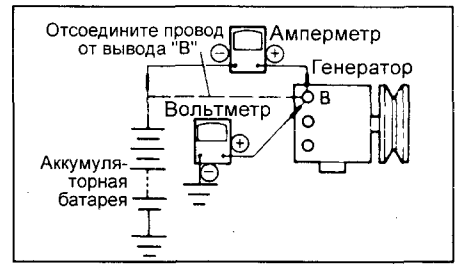 Отсоедините провод
от вывода "В"
Амперметр
Генератор
В
Вольтметр
Аккумуля-
торная
батарея